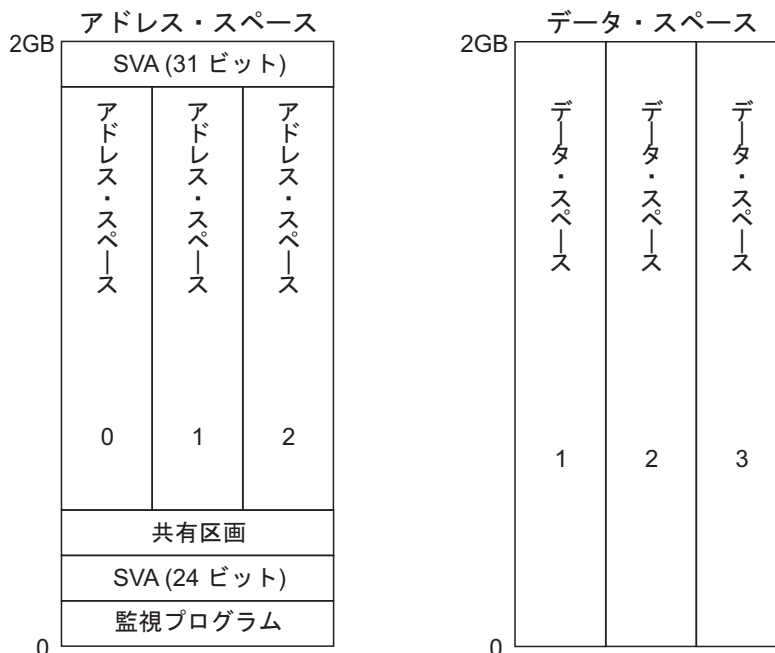 アドレス・スペース
2GB
SVA (31 ビット)
アドレス・スペース
アドレス・スペース
アドレス・スペース
0
1
2
共有区画
SVA (24 ビット)
監視プログラム
0
データ・スペース
2GB
データ・スペース
データ・スペース
データ・スペース
1
2
3
0